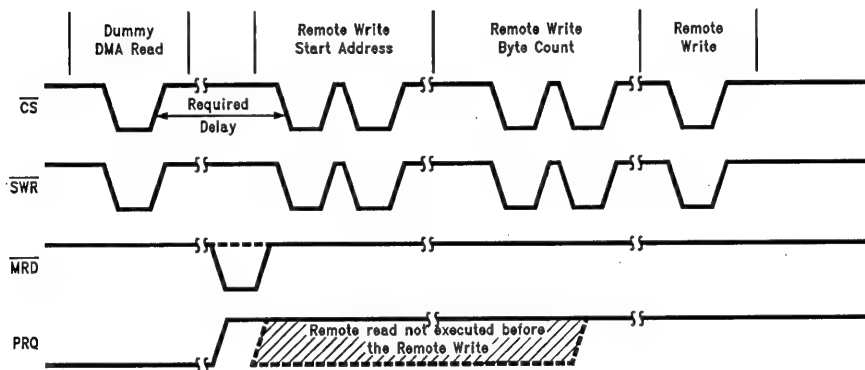 Dummy
DMA Read
Remote Write
Start Address
Remote Write
Byte Count
Remote
Write
CS
Required
Delay
SWR
MRD
PRQ
Remote read not executed before
the Remote Write